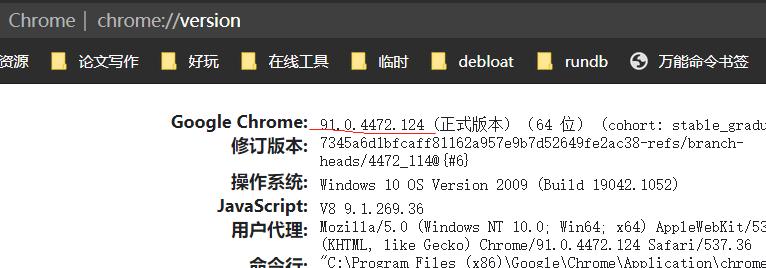 Chrome | chrome://version
资源 论文写作 好玩 在线工具 临时 debloat rundb 万能命令书签
Google Chrome: 91.0.4472.124 (正式版本) (64 位) (cohort: stable_gradu
修订版本: 7345a6d1bfcaff81162a957e9b7d52649fe2ac38-refs/branch-
heads/4472_114@{#6}
操作系统: Windows 10 OS Version 2009 (Build 19042.1052)
JavaScript: V8 9.1.269.36
用户代理: Mozilla/5.0 (Windows NT 10.0; Win64; x64) AppleWebKit/53
(KHTML, like Gecko) Chrome/91.0.4472.124 Safari/537.36
命令行: "C:\Program Files (x86)\Google\Chrome\Application\chrome